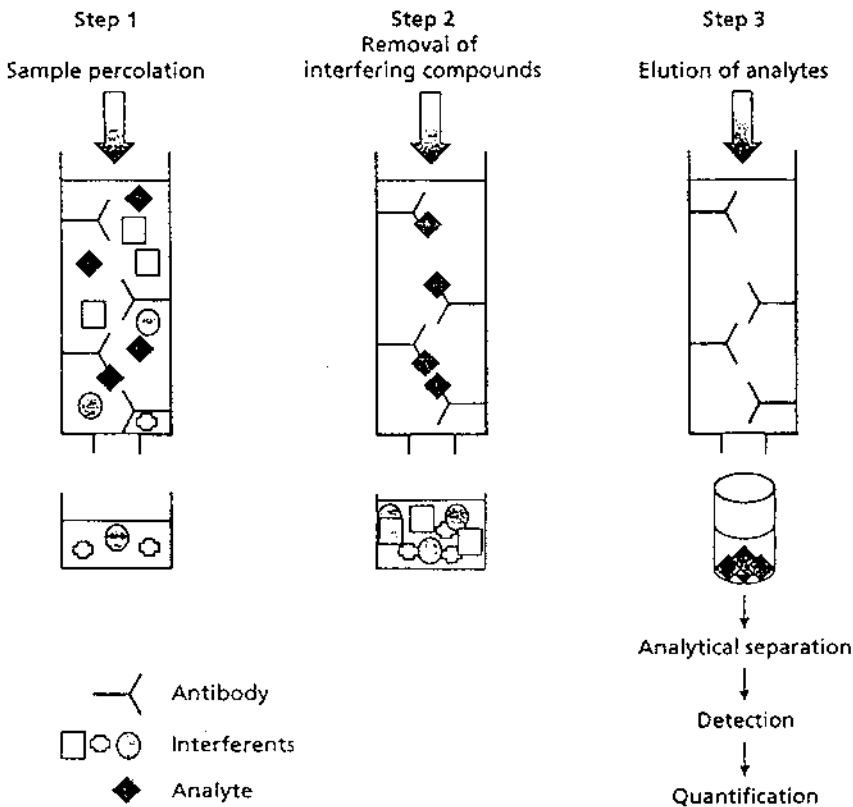 Step 1
Sample percolation
Step 2
Removal of
interfering compounds
Step 3
Elution of analytes
Antibody
Interferents
Analyte
Analytical separation
Detection
Quantification